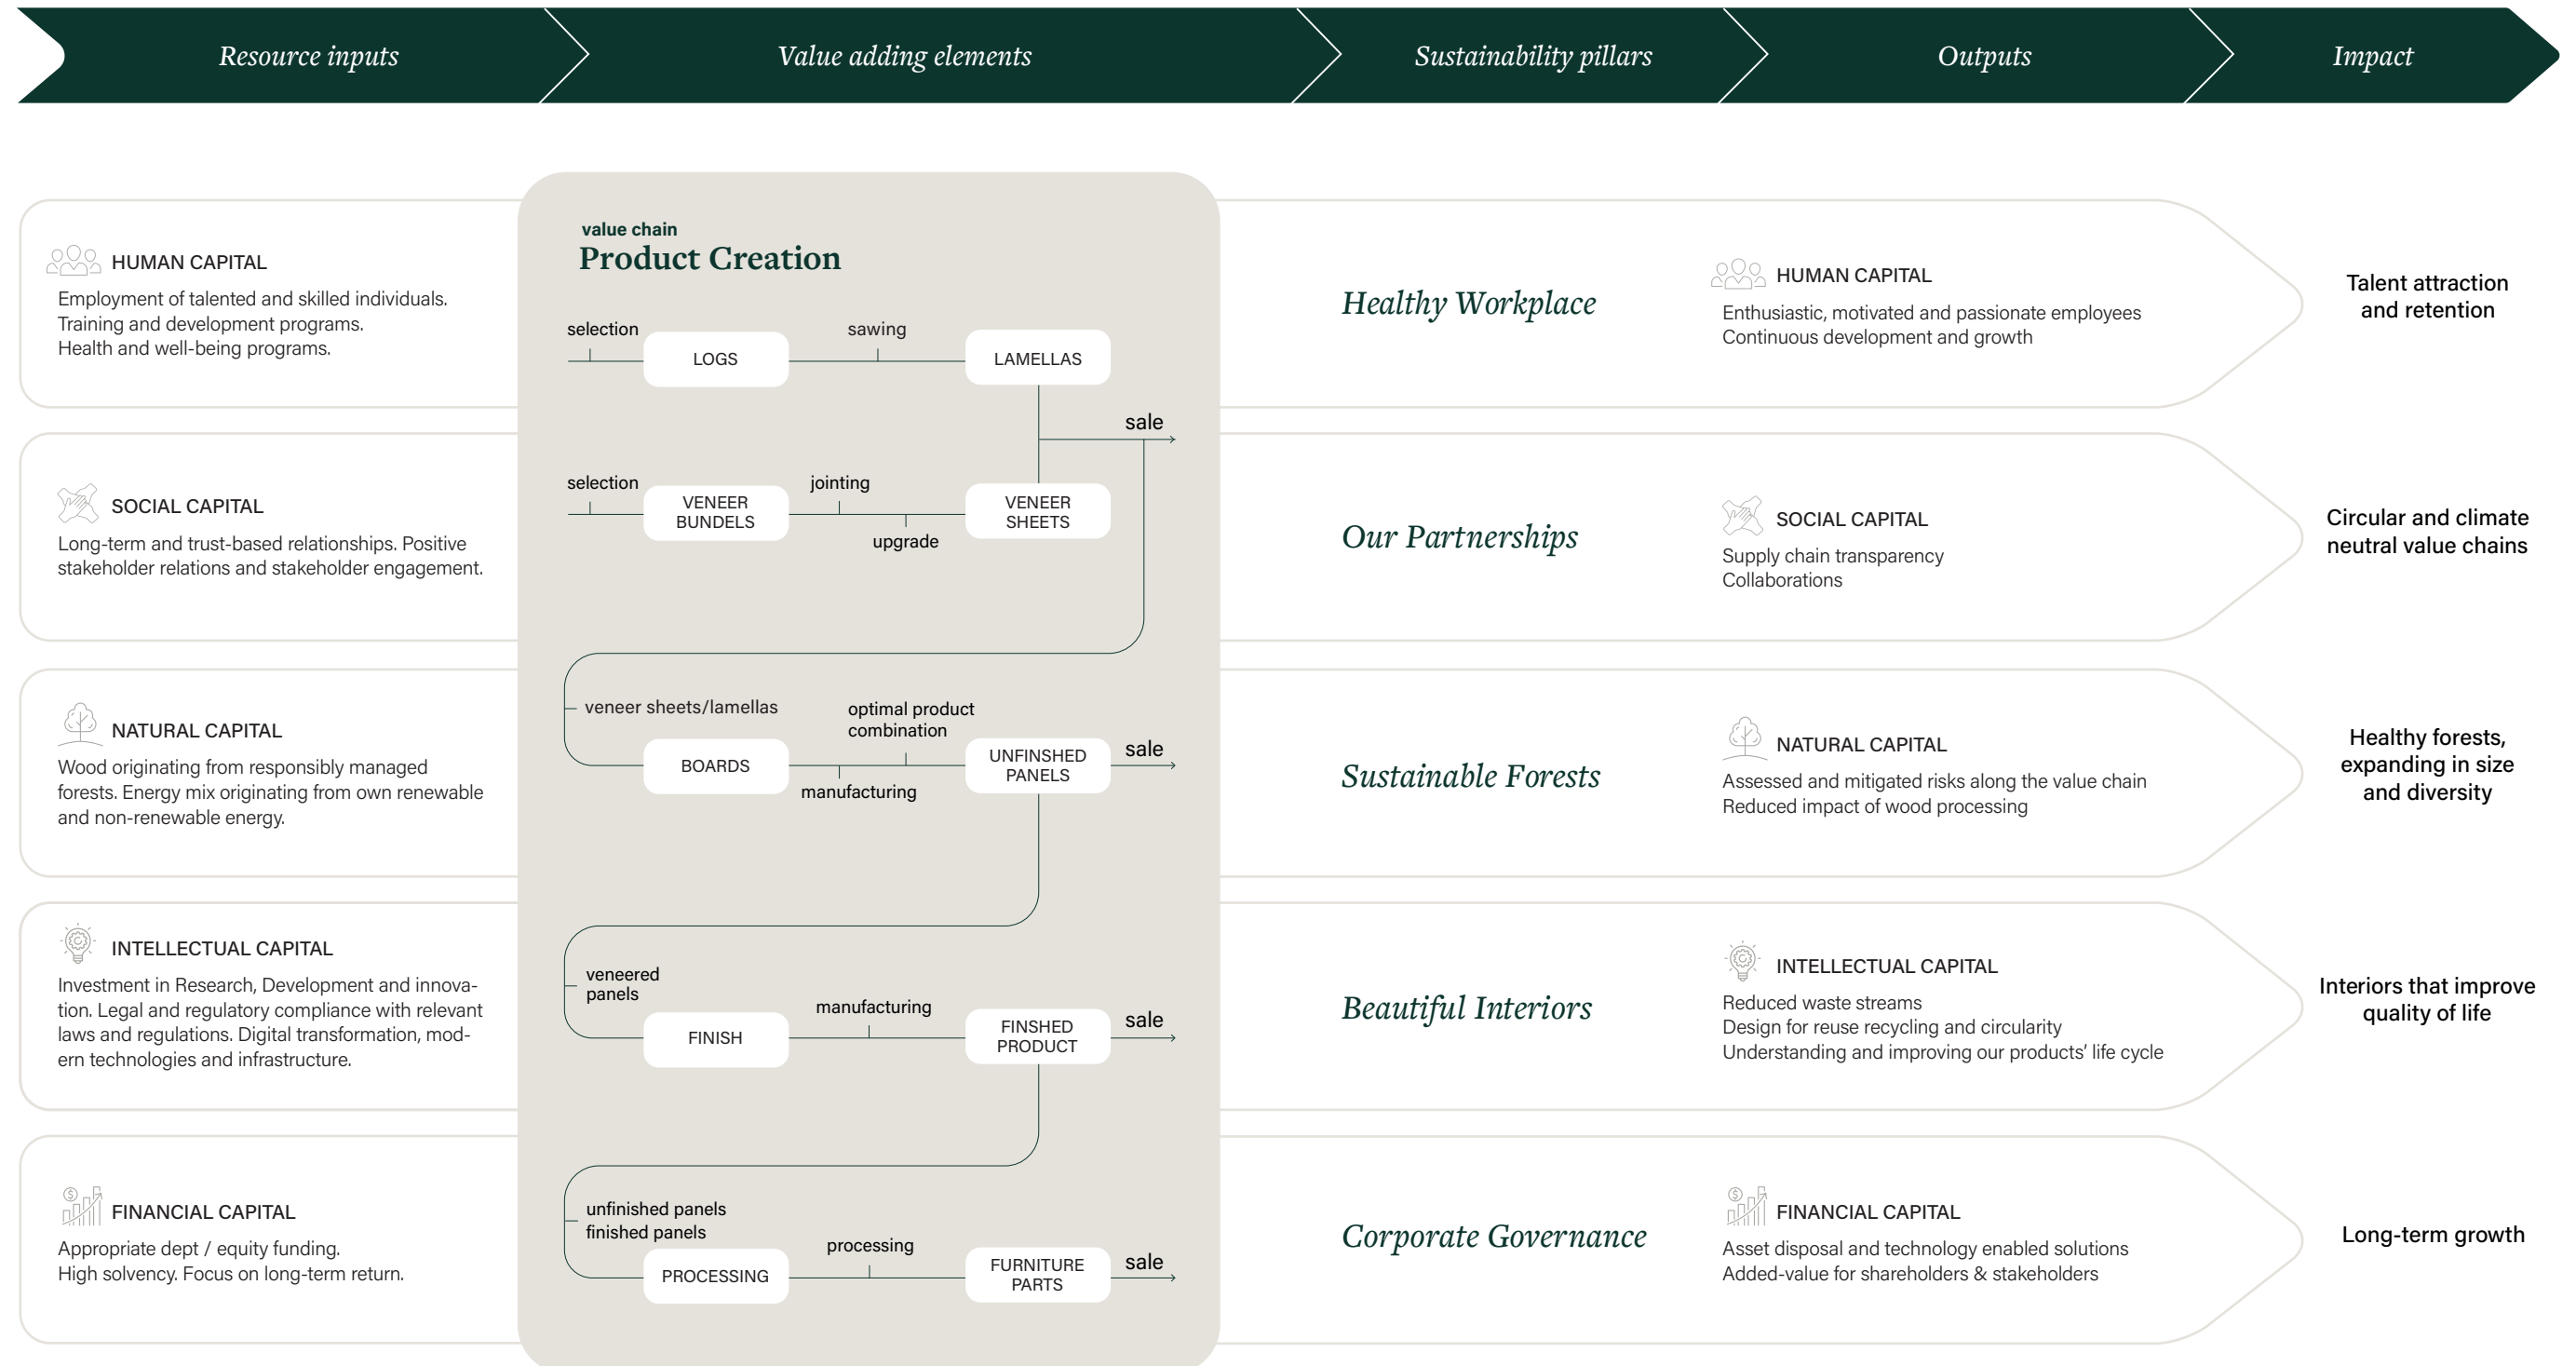 Resource inputs
Value adding elements
Sustainability pillars
Outputs
Impact
HUMAN CAPITAL
Employment of talented and skilled individuals.
Training and development programs.
Health and well-being programs.
SOCIAL CAPITAL
Long-term and trust-based relationships. Positive
stakeholder relations and stakeholder engagement.
NATURAL CAPITAL
Wood originating from responsibly managed
forests. Energy mix originating from own renewable
and non-renewable energy.
INTELLECTUAL CAPITAL
Investment in Research, Development and innova-
tion. Legal and regulatory compliance with relevant
laws and regulations. Digital transformation, mod-
ern technologies and infrastructure.
FINANCIAL CAPITAL
Appropriate dept / equity funding.
High solvency. Focus on long-term return.
value chain
Product Creation
selection
LOGS
sawing
LAMELLAS
sale
selection
VENEER
BUNDELS
jointing
upgrade
VENEER
SHEETS
veneer sheets/lamellas
BOARDS
optimal product
combination
manufacturing
UNFINSHED
PANELS
sale
veneered
panels
FINISH
manufacturing
FINSHED
PRODUCT
sale
unfinished panels
finished panels
PROCESSING
processing
FURNITURE
PARTS
sale
Healthy Workplace
Our Partnerships
Sustainable Forests
Beautiful Interiors
Corporate Governance
HUMAN CAPITAL
Enthusiastic, motivated and passionate employees
Continuous development and growth
SOCIAL CAPITAL
Supply chain transparency
Collaborations
NATURAL CAPITAL
Assessed and mitigated risks along the value chain
Reduced impact of wood processing
INTELLECTUAL CAPITAL
Reduced waste streams
Design for reuse recycling and circularity
Understanding and improving our products' life cycle
$
FINANCIAL CAPITAL
Asset disposal and technology enabled solutions
Added-value for shareholders & stakeholders
Talent attraction
and retention
Circular and climate
neutral value chains
Healthy forests,
expanding in size
and diversity
Interiors that improve
quality of life
Long-term growth